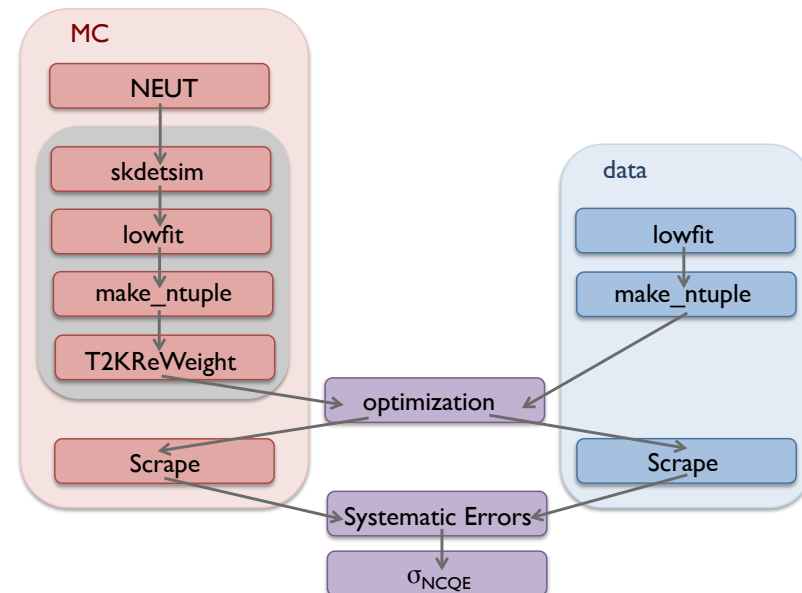 MC
NEUT
skdetsim
lowfit
make_ntuple
T2KReWeight
Scrape
data
lowfit
make_ntuple
Scrape
optimization
Systematic Errors
σNCQE